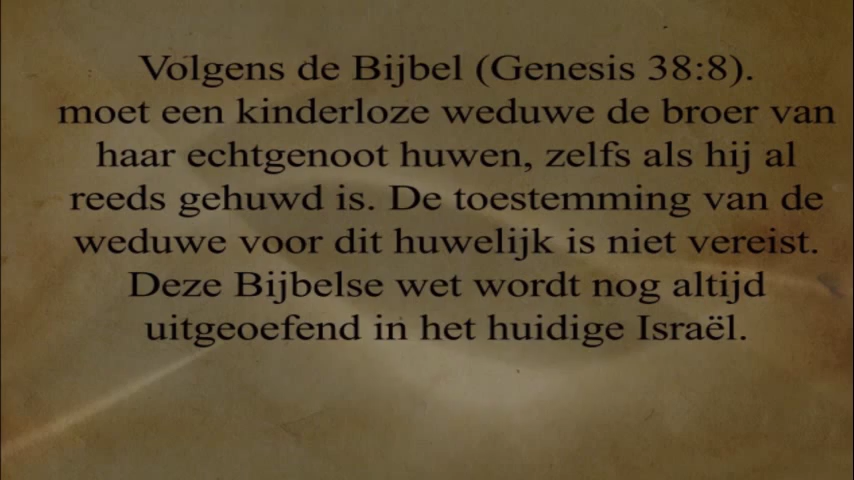 Volgens de Bijbel (Genesis 38:8).
moet een kinderloze weduwe de broer van
haar echtgenoot huwen, zelfs als hij al
reeds gehuwd is. De toestemming van de
weduwe voor dit huwelijk is niet vereist.
Deze Bijbelse wet wordt nog altijd
uitgeoefend in het huidige Israël.